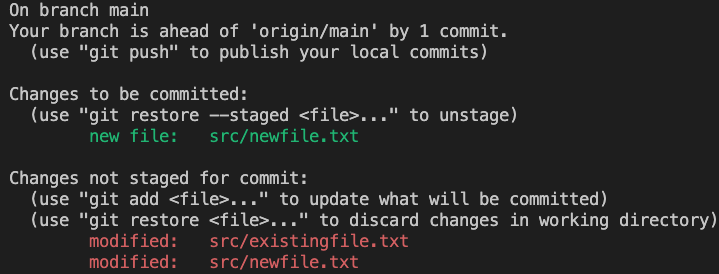 On branch main
Your branch is ahead of 'origin/main' by 1 commit.
  (use "git push" to publish your local commits)

Changes to be committed:
  (use "git restore --staged <file>..." to unstage)
        new file:   src/newfile.txt

Changes not staged for commit:
  (use "git add <file>..." to update what will be committed)
  (use "git restore <file>..." to discard changes in working directory)
        modified:   src/existingfile.txt
        modified:   src/newfile.txt